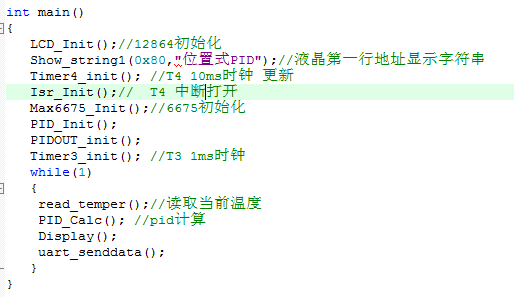 int main()
{
LCD_Init();//12864初始化
Show_string1(0x80,"位置式PID");//液晶第一行地址显示字符串
Timer4_init(); //T4 10ms时钟 更新
Isr_Init();//  T4 中断打开
Max6675_Init();//6675初始化
PID_Init();
PIDOUT_init();
Timer3_init(); //T3 1ms时钟
while(1)
{
read_temper();//读取当前温度
PID_Calc(); //pid计算
Display();
uart_senddata();
}
}